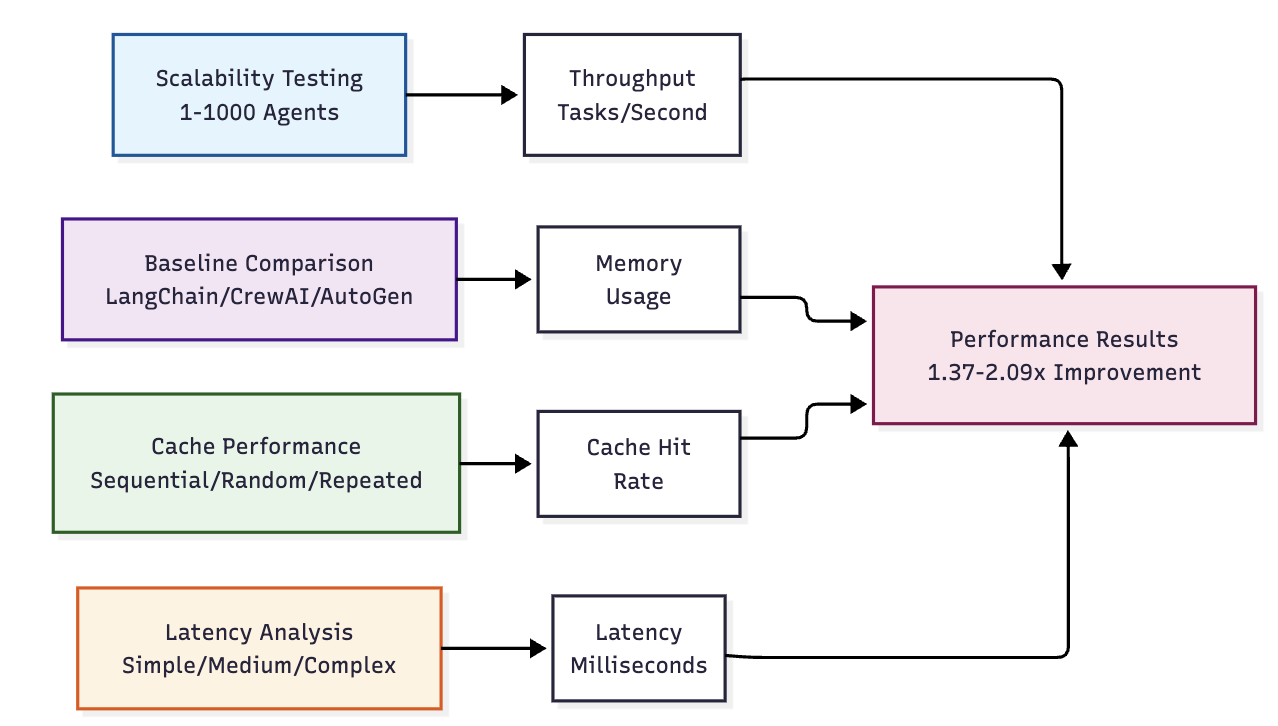 Scalability Testing
1-1000 Agents
Throughput
Tasks/Second
Baseline Comparison
LangChain/CrewAI/AutoGen
Memory
Usage
Performance Results
1.37-2.09x Improvement
Cache Performance
Sequential/Random/Repeated
Cache Hit
Rate
Latency Analysis
Simple/Medium/Complex
Latency
Milliseconds